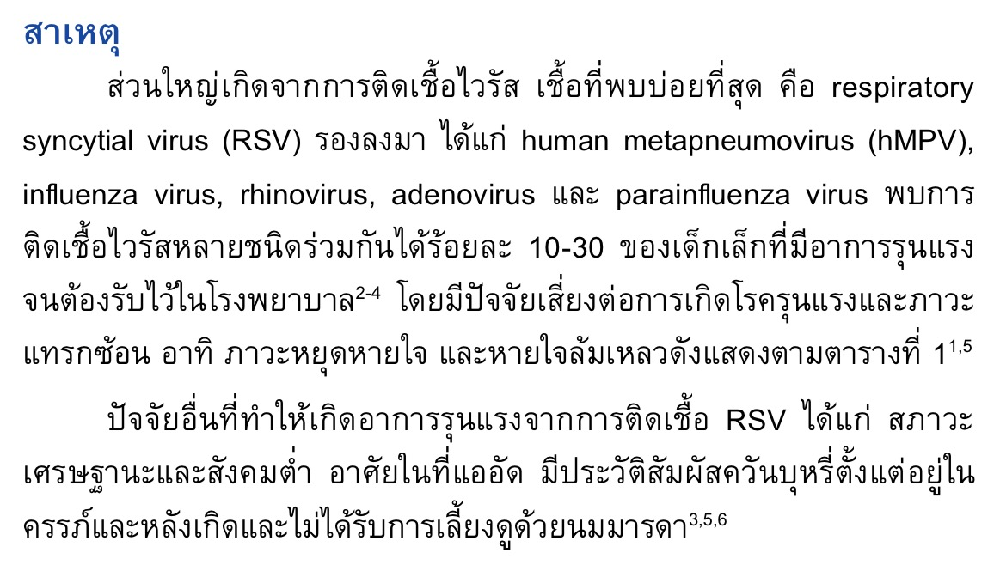 สาเหตุ
ส่วนใหญ่เกิดจากการติดเชื้อไวรัส เชื้อที่พบบ่อยที่สุด คือ respiratory
syncytial virus (RSV) รองลงมา ได้แก่ human metapneumovirus (hMPV),
influenza virus, rhinovirus, adenovirus และ parainfluenza virus พบการ
ติดเชื้อไวรัสหลายชนิดร่วมกันได้ร้อยละ 10-30 ของเด็กเล็กที่มีอาการรุนแรง
จนต้องรับไว้ในโรงพยาบาล2-4 โดยมีปัจจัยเสี่ยงต่อการเกิดโรครุนแรงและภาวะ
แทรกซ้อน อาทิ ภาวะหยุดหายใจ และหายใจล้มเหลวดังแสดงตามตารางที่ 11,5
ปัจจัยอื่นที่ทำให้เกิดอาการรุนแรงจากการติดเชื้อ RSV ได้แก่ สภาวะ
เศรษฐานะและสังคมต่ำ อาศัยในที่แออัด มีประวัติสัมผัสควันบุหรี่ตั้งแต่อยู่ใน
ครรภ์และหลังเกิดและไม่ได้รับการเลี้ยงดูด้วยนมมารดา3,5,6